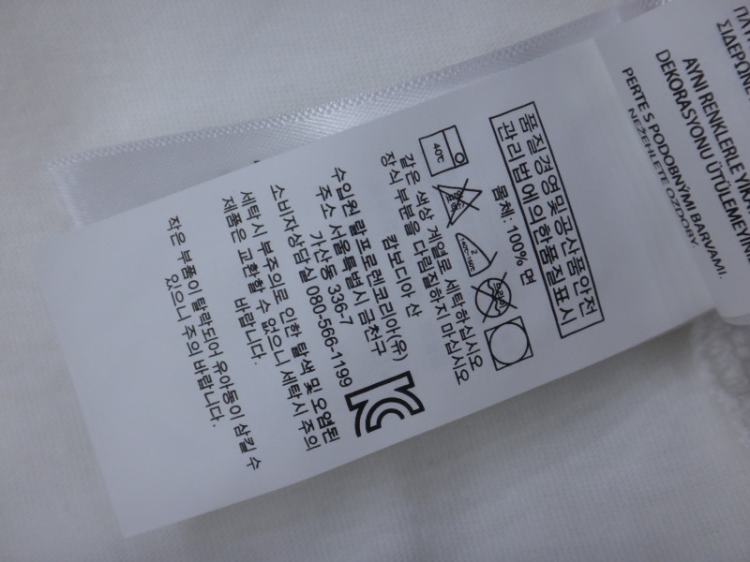 품질경영및공산품안전
관리법에의한품질표시
몸체 : 100% 면
40℃
같은 색상 계열로 세탁하십시오
장식 부분을 다림질하지 마십시오
캄보디아 산
수입원 랄프로렌코리아(유)
주소 서울특별시 금천구
가산동 336-7
소비자상담실 080-566-1199
세탁시 부주의로 인한 탈색 및 오염된
제품은 교환할 수 없으니 세탁시 주의
바랍니다.
작은 부품이 탈락되어 유아동이 삼킬 수
있으니 주의 바랍니다.
ΣΙΔΕΡΩΝΕ
AYNI RENKLERLE YIK
DEKORASYONU ÜTÜLEMEYİNİ
PERTE S PODOBNÝMI BARVAMI.
NEŽEHLETE OZDOBY.